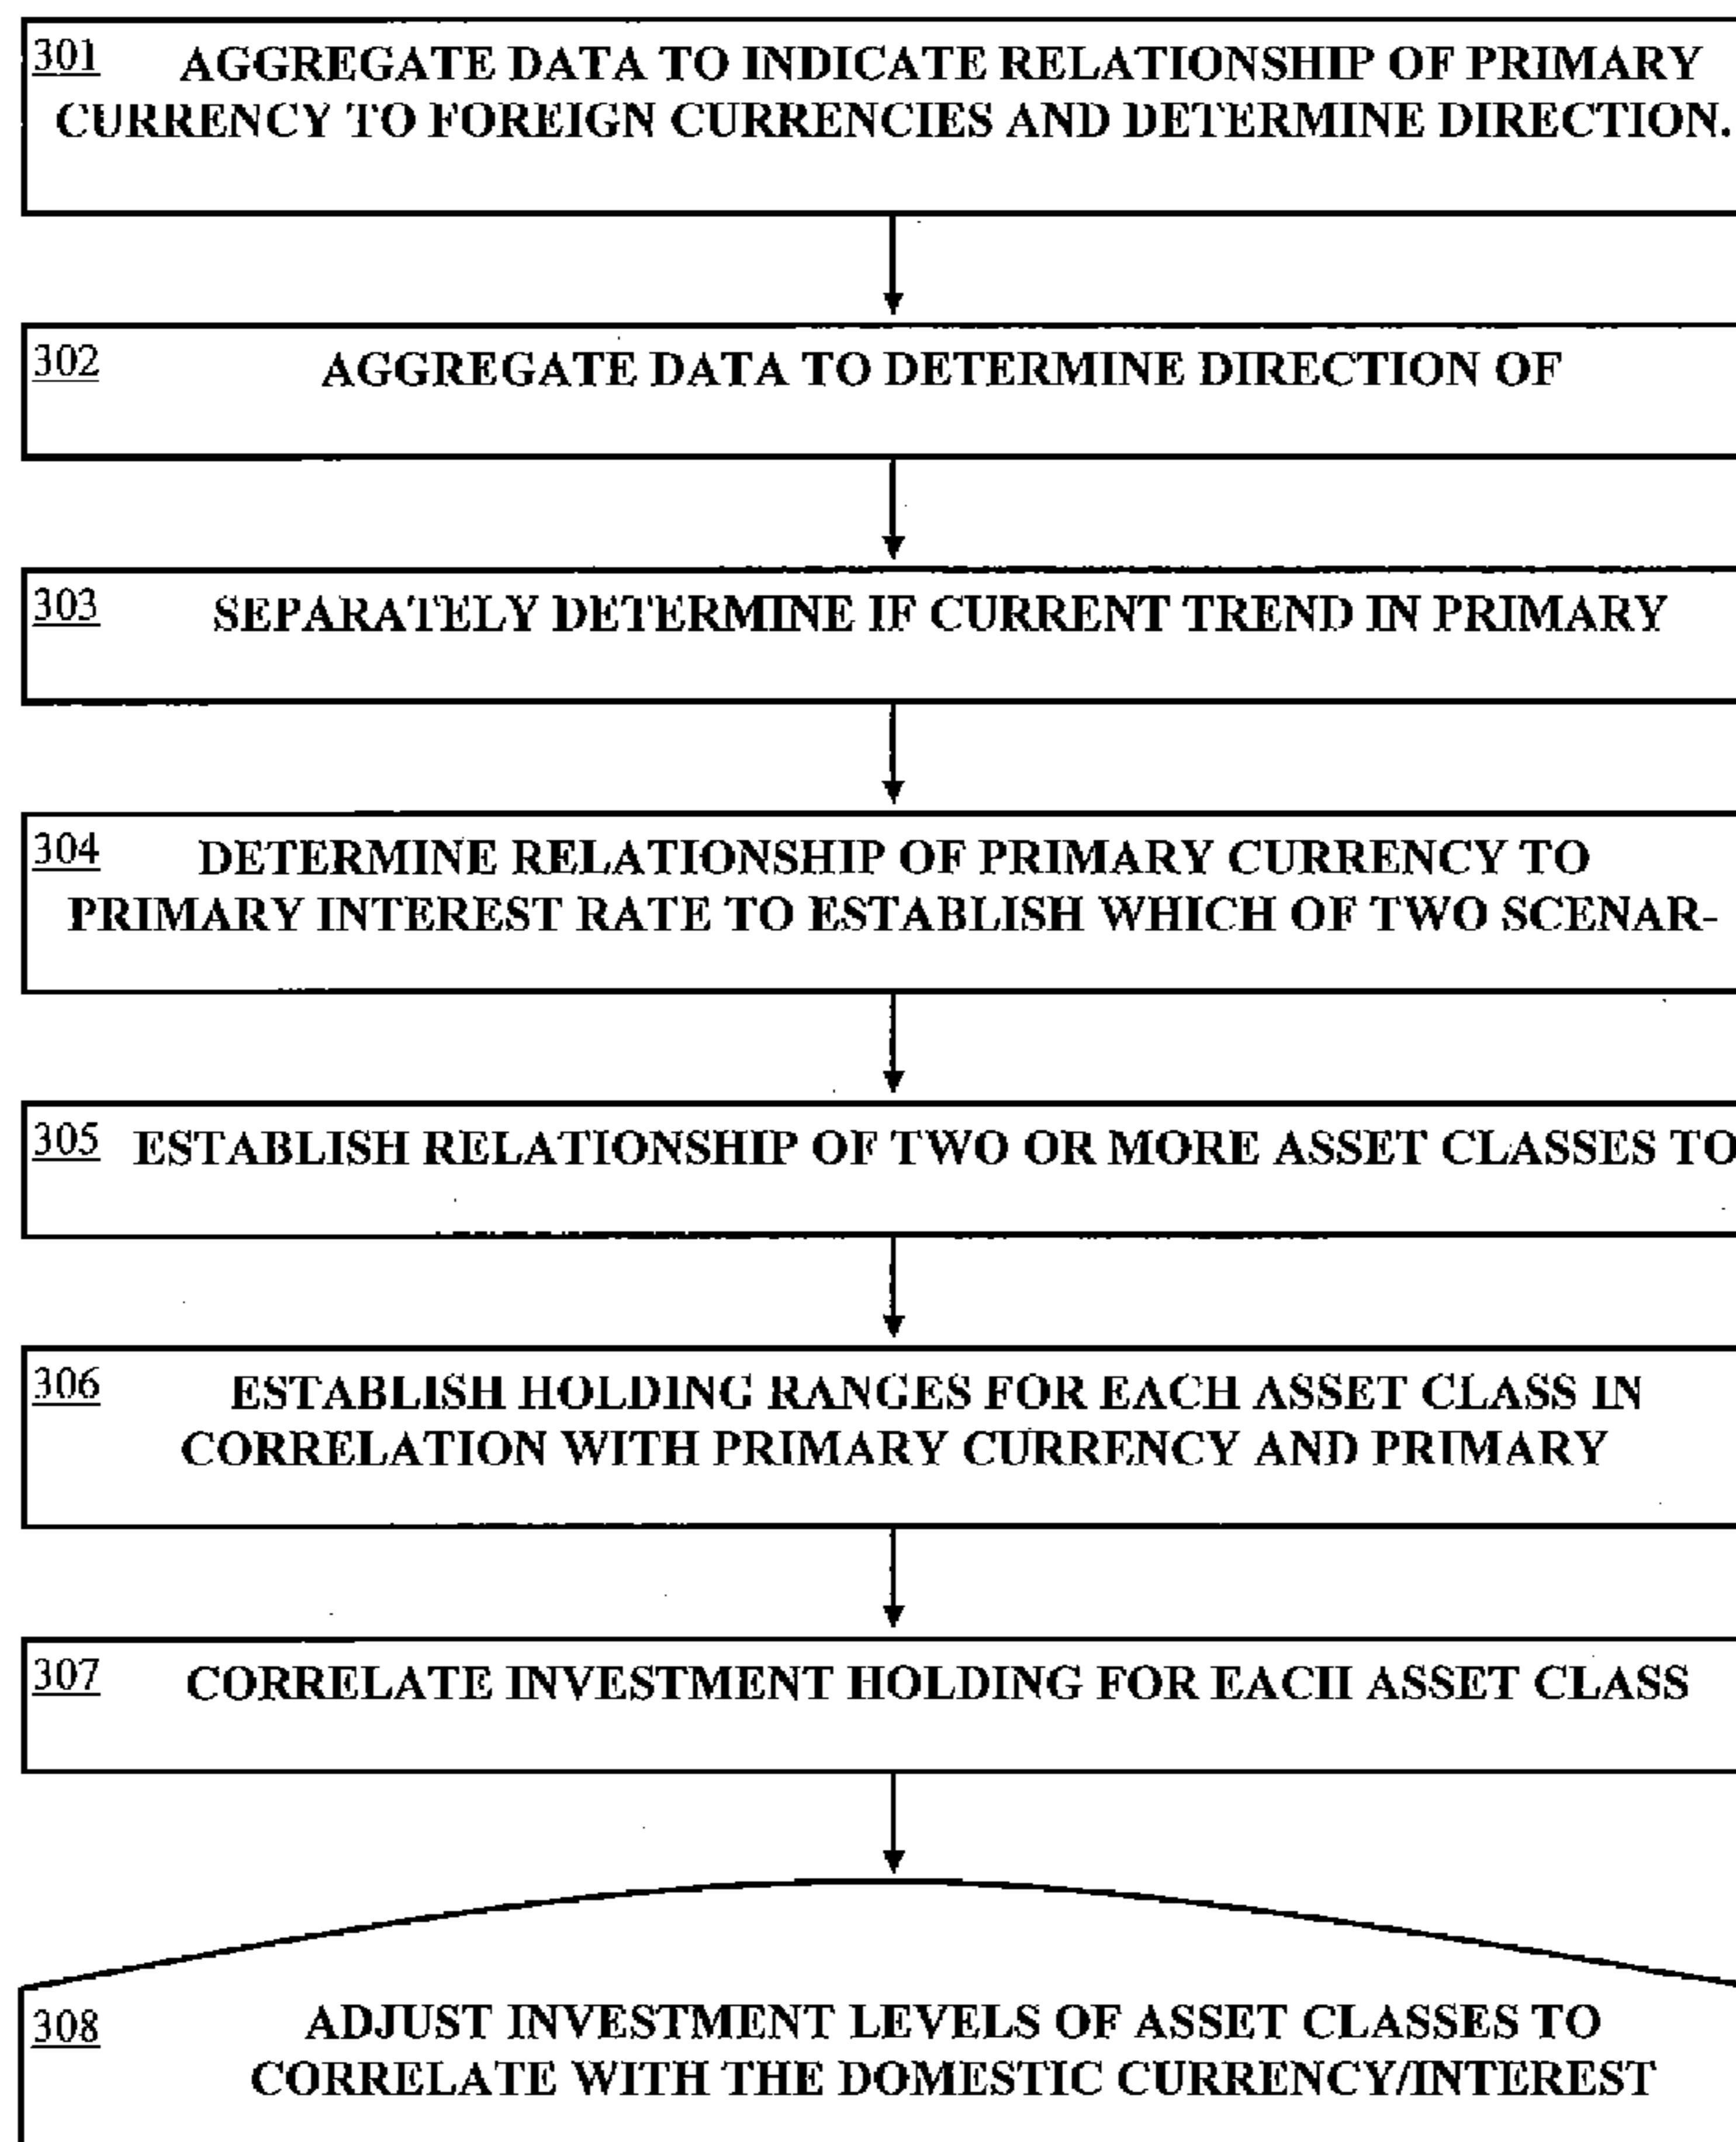 301 AGGREGATE DATA TO INDICATE RELATIONSHIP OF PRIMARY
CURRENCY TO FOREIGN CURRENCIES AND DETERMINE DIRECTION.
302 AGGREGATE DATA TO DETERMINE DIRECTION OF
303 SEPARATELY DETERMINE IF CURRENT TREND IN PRIMARY
304 DETERMINE RELATIONSHIP OF PRIMARY CURRENCY TO
PRIMARY INTEREST RATE TO ESTABLISH WHICH OF TWO SCENAR-
305 ESTABLISH RELATIONSHIP OF TWO OR MORE ASSET CLASSES TO
306 ESTABLISH HOLDING RANGES FOR EACH ASSET CLASS IN
CORRELATION WITH PRIMARY CURRENCY AND PRIMARY
307 CORRELATE INVESTMENT HOLDING FOR EACH ASSET CLASS
308 ADJUST INVESTMENT LEVELS OF ASSET CLASSES TO
CORRELATE WITH THE DOMESTIC CURRENCY/INTEREST